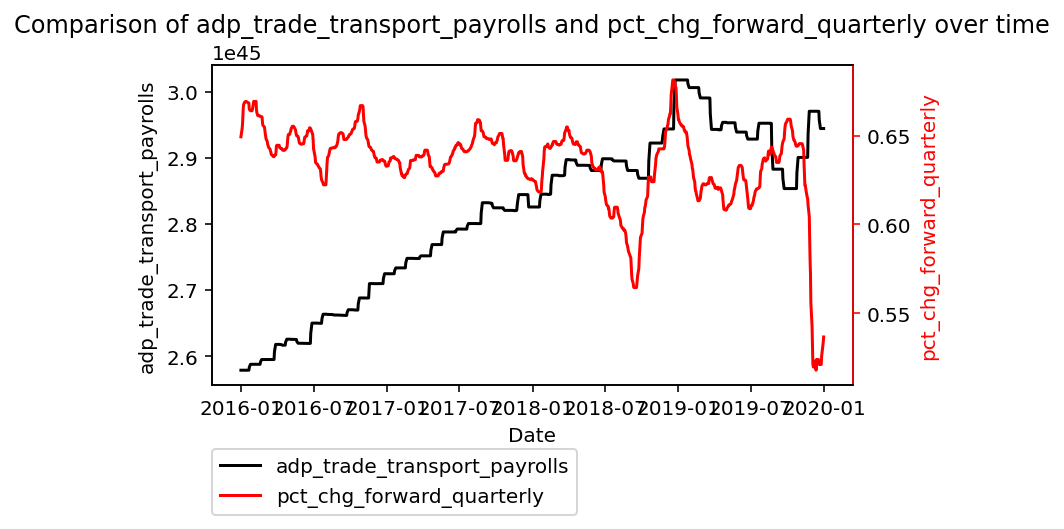 Comparison of adp_trade_transport_payrolls and pct_chg_forward_quarterly over time
1e45
adp_trade_transport_payrolls
3.0
2.9
2.8
2.7
2.6
0.65
0.60
0.55
pct_chg_forward_quarterly
2016-01 2016-07 2017-01 2017-07 2018-01 2018-07 2019-01 2019-07 2020-01
Date
adp_trade_transport_payrolls
pct_chg_forward_quarterly